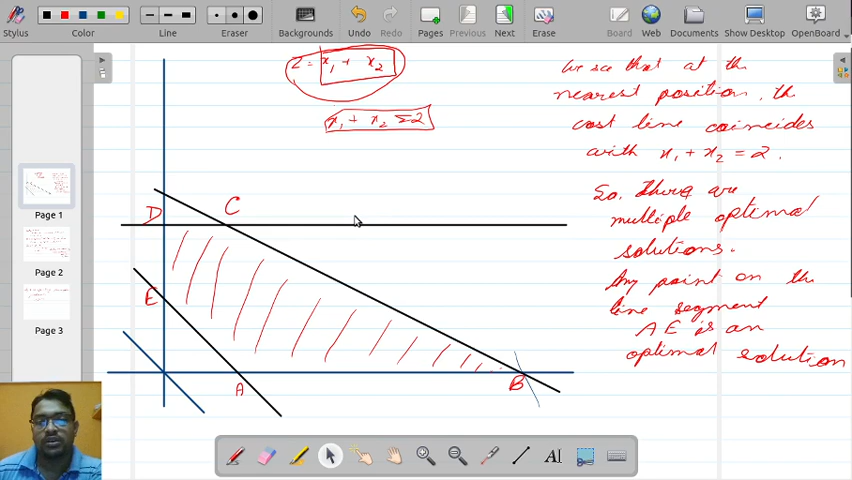 Stylus
Color
Line
Eraser
Backgrounds
Undo
Redo
Pages
Previous
Next
Erase
Board
Web
Documents
Show Desktop
OpenBoard
Page 1
Page 2
Page 3
Z = x₁ + x₂
x₁ + x₂ ≥ 2
D
C
E
A
B
We see that at the
nearest position, the
cost line coincides
with x₁ + x₂ = 2.
So, there are
multiple optimal
solutions.
Any point on the
line segment
AE is an
optimal solution